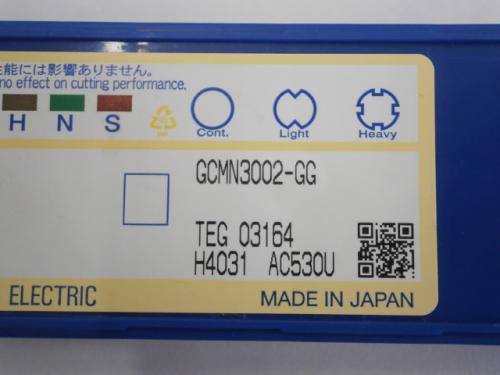 性能には影響ありません。
no effect on cutting performance.
H N S
Cont. Light Heavy
GCMN3002-GG
TEG 03164
H4031 AC530U
ELECTRIC MADE IN JAPAN